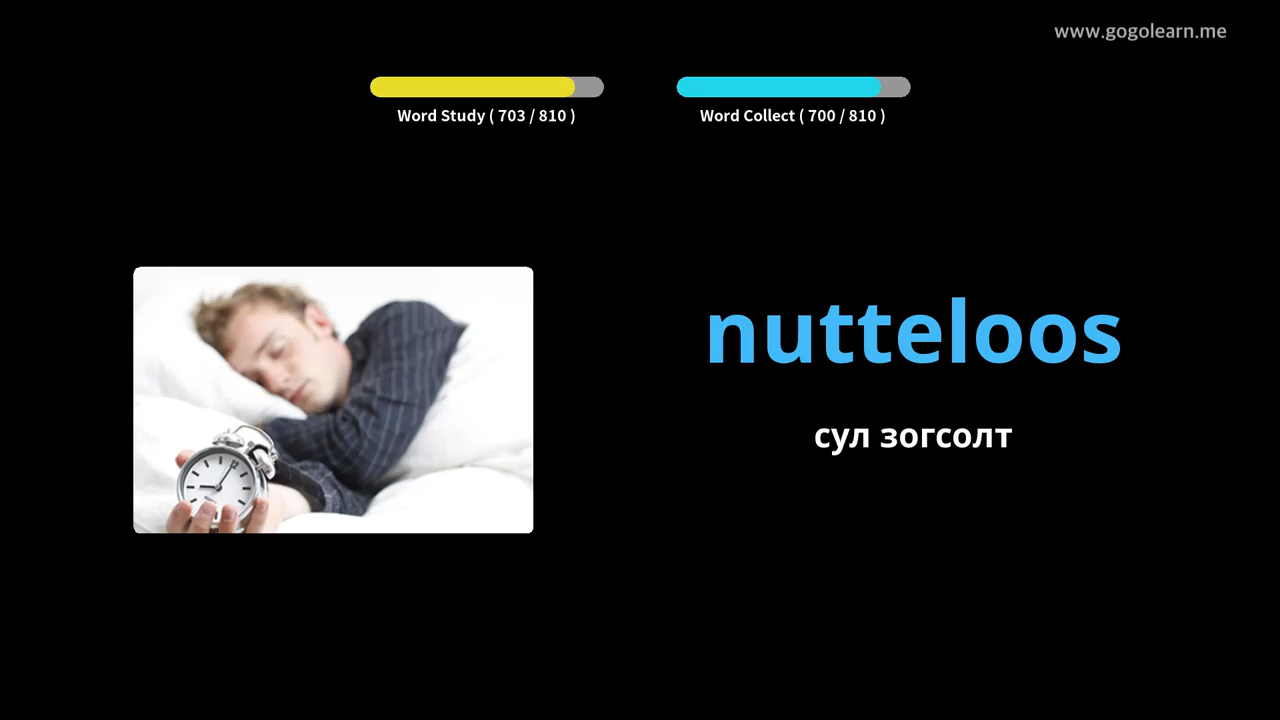 www.gogolearn.me
Word Study ( 703 / 810 )
Word Collect ( 700 / 810 )
nutteloos
сул зогсолт